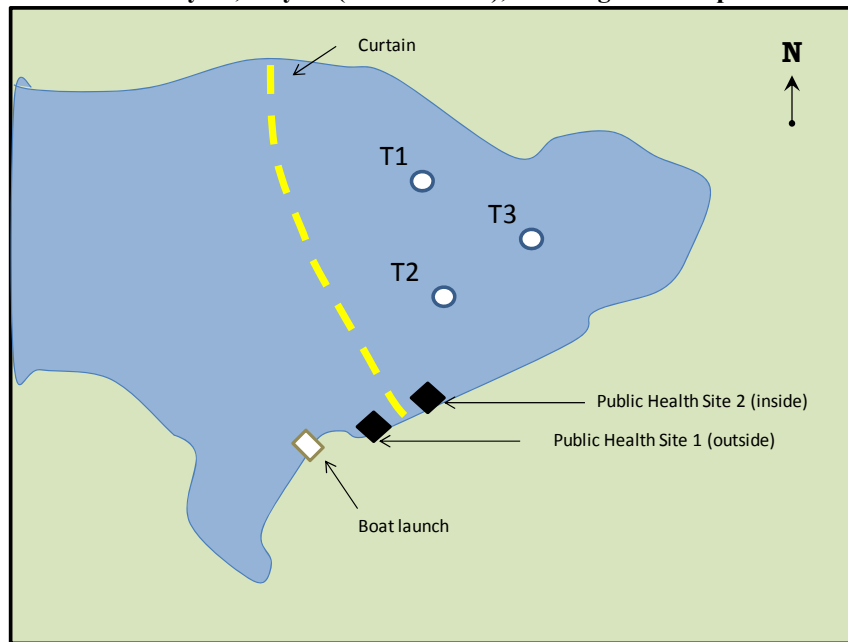 Curtain
N
T1
T3
T2
Public Health Site 2 (inside)
Public Health Site 1 (outside)
Boat launch